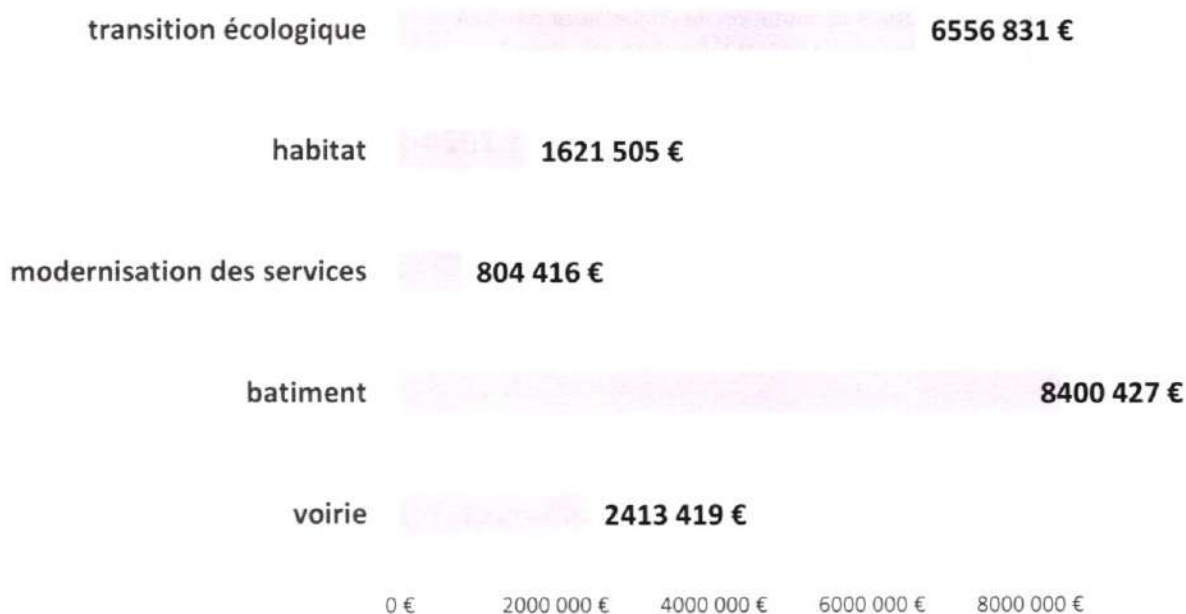 transition écologique 6556 831 €
habitat 1621 505 €
modernisation des services 804 416 €
batiment 8400 427 €
voirie 2413 419 €
0 € 2000 000 € 4000 000 € 6000 000 € 8000 000 €